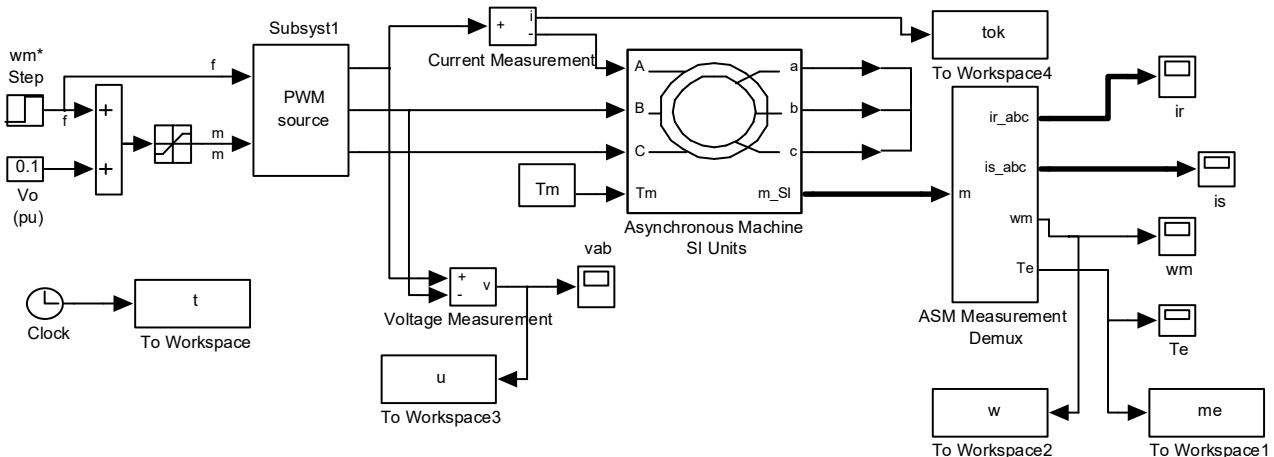 Subsyst1
wm*
Step
f
f
+
+
m
m
PWM
source
0.1
Vo
(pu)
+
i
-
Current Measurement
tok
To Workspace4
A
B
C
Tm
Tm
a
b
c
m_SI
Asynchronous Machine
SI Units
m
ir_abc
is_abc
wm
Te
ASM Measurement
Demux
ir
is
wm
Te
Clock
t
To Workspace
+
-
v
Voltage Measurement
vab
u
To Workspace3
w
To Workspace2
me
To Workspace1